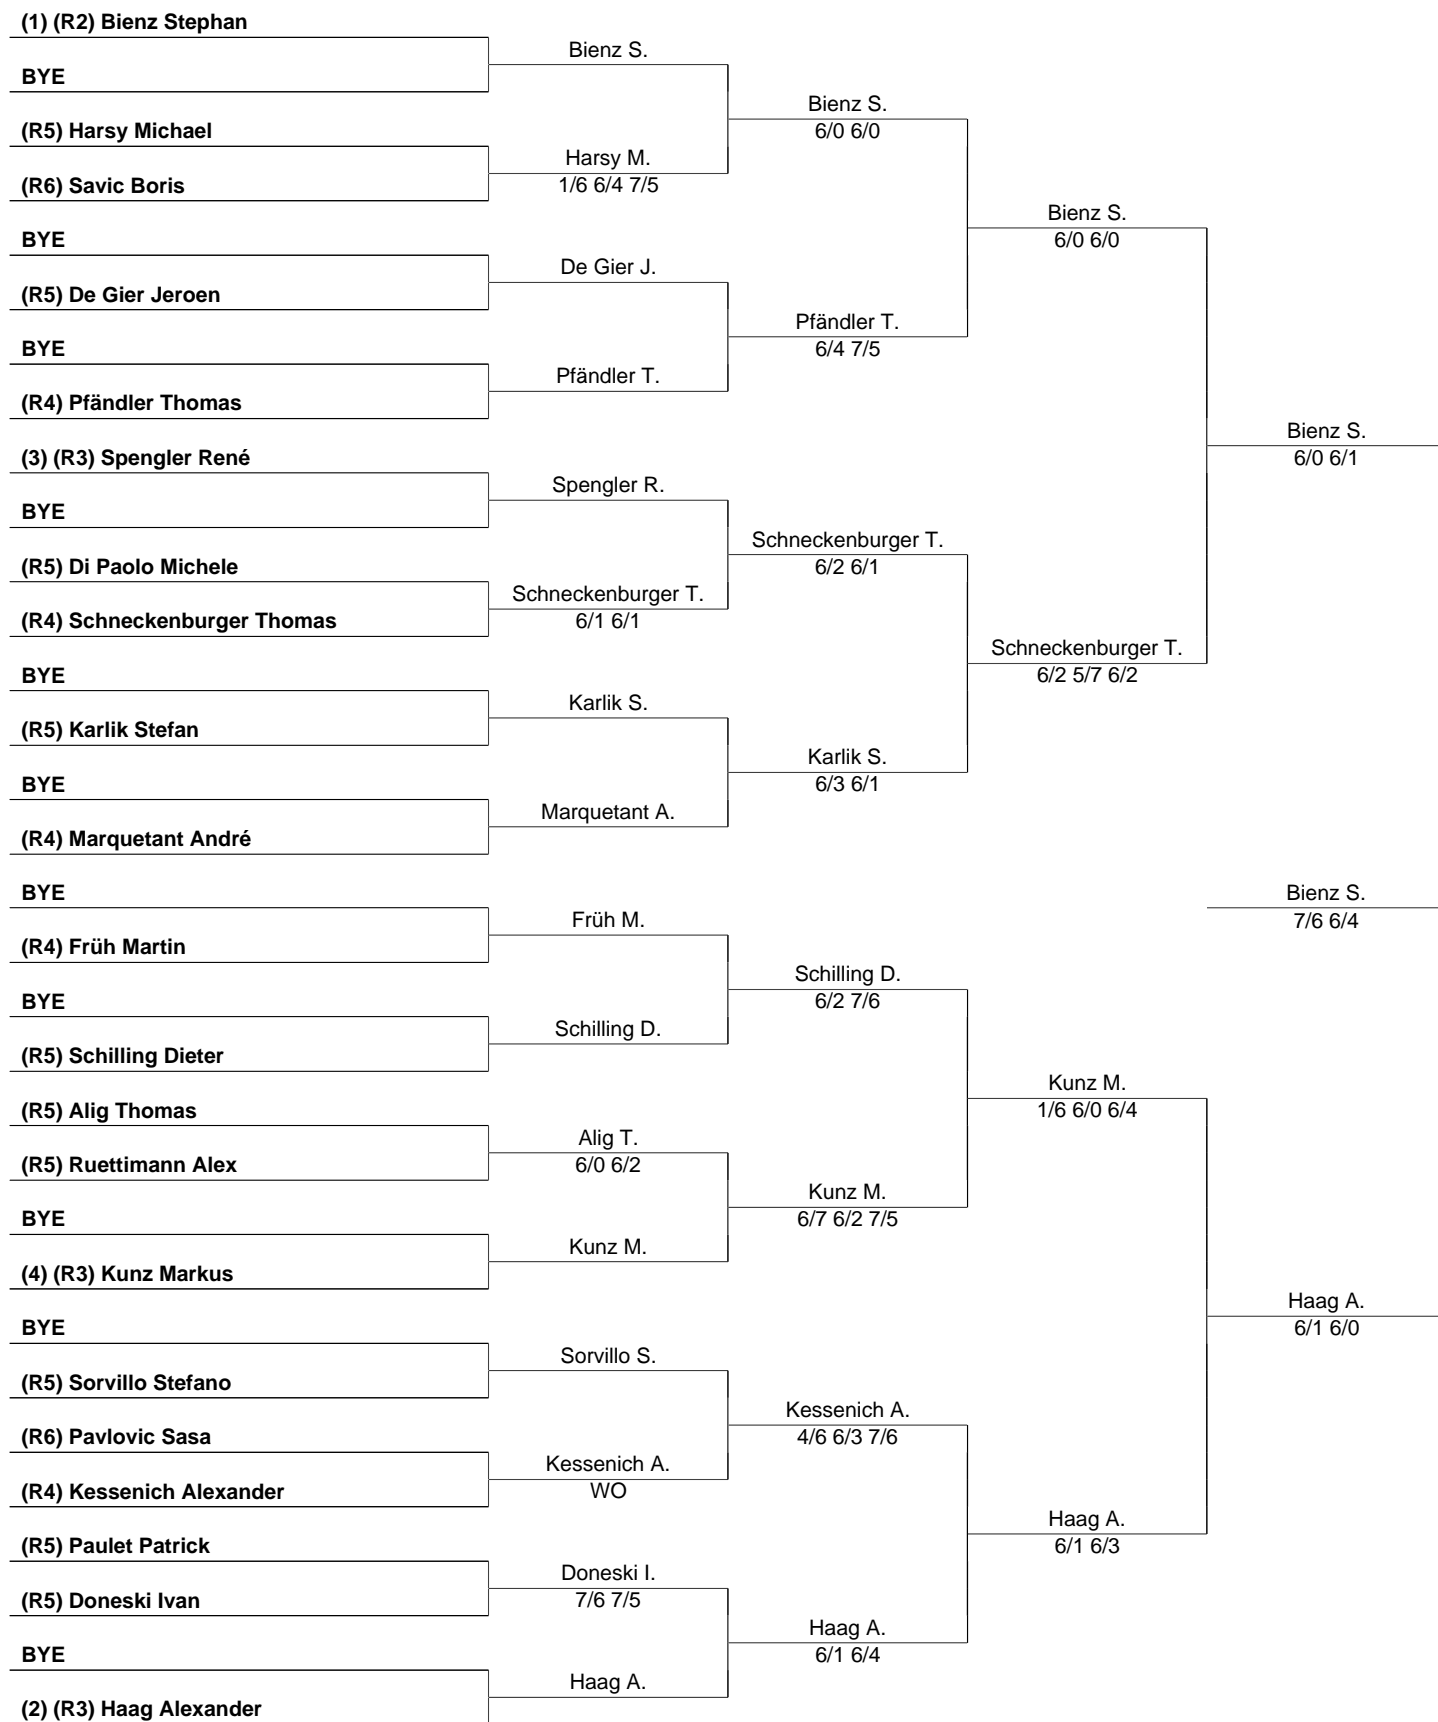 (1) (R2) Bienz Stephan
BYE
(R5) Harsy Michael
(R6) Savic Boris
BYE
(R5) De Gier Jeroen
BYE
(R4) Pfändler Thomas
(3) (R3) Spengler René
BYE
(R5) Di Paolo Michele
(R4) Schneckenburger Thomas
BYE
(R5) Karlik Stefan
BYE
(R4) Marquetant André
BYE
(R4) Früh Martin
BYE
(R5) Schilling Dieter
(R5) Alig Thomas
(R5) Ruettimann Alex
BYE
(4) (R3) Kunz Markus
BYE
(R5) Sorvillo Stefano
(R6) Pavlovic Sasa
(R4) Kessenich Alexander
(R5) Paulet Patrick
(R5) Doneski Ivan
BYE
(2) (R3) Haag Alexander
Bienz S.
Harsy M.
1/6 6/4 7/5
De Gier J.
Pfändler T.
Spengler R.
Schneckenburger T.
6/1 6/1
Karlik S.
Marquetant A.
Früh M.
Schilling D.
Alig T.
6/0 6/2
Kunz M.
Sorvillo S.
Kessenich A.
WO
Doneski I.
7/6 7/5
Haag A.
Bienz S.
6/0 6/0
Pfändler T.
6/4 7/5
Schneckenburger T.
6/2 6/1
Karlik S.
6/3 6/1
Schilling D.
6/2 7/6
Kunz M.
6/7 6/2 7/5
Kessenich A.
4/6 6/3 7/6
Haag A.
6/1 6/4
Bienz S.
6/0 6/0
Schneckenburger T.
6/2 5/7 6/2
Kunz M.
1/6 6/0 6/4
Haag A.
6/1 6/3
Bienz S.
6/0 6/1
Bienz S.
7/6 6/4
Haag A.
6/1 6/0